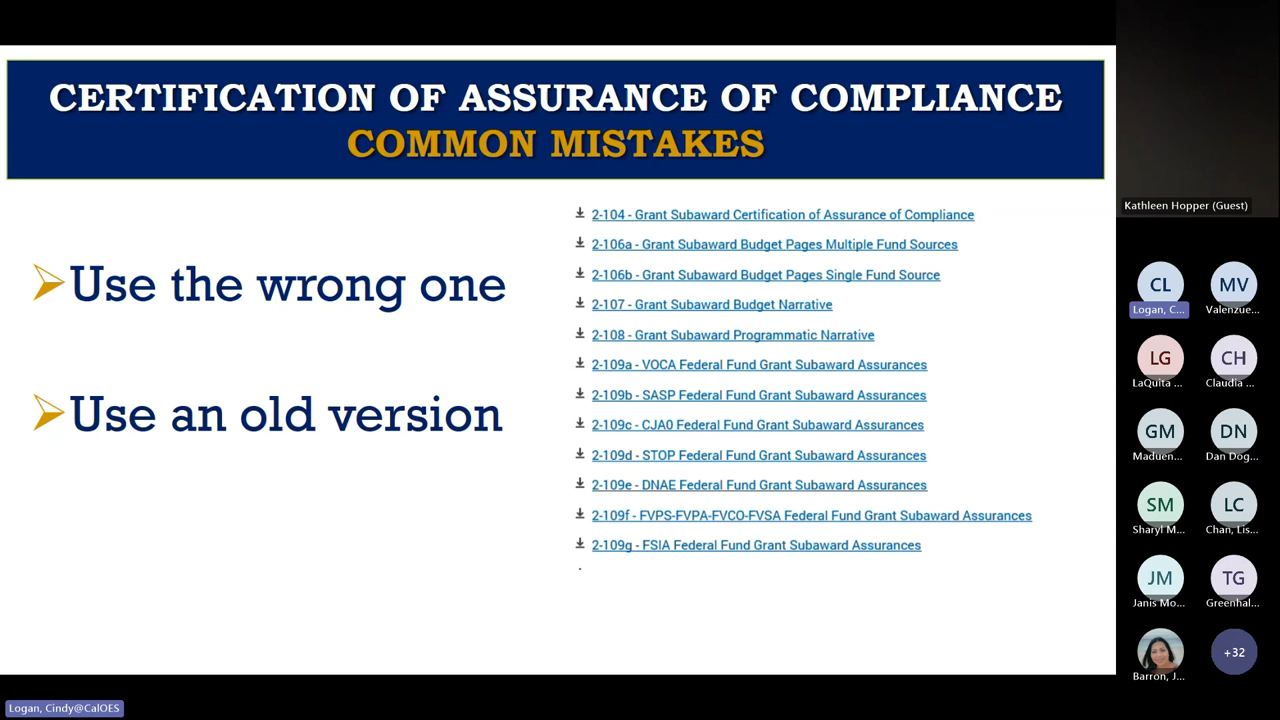 CERTIFICATION OF ASSURANCE OF COMPLIANCE
COMMON MISTAKES
Use the wrong one
Use an old version
2-104 - Grant Subaward Certification of Assurance of Compliance
2-106a - Grant Subaward Budget Pages Multiple Fund Sources
2-106b - Grant Subaward Budget Pages Single Fund Source
2-107 - Grant Subaward Budget Narrative
2-108 - Grant Subaward Programmatic Narrative
2-109a - VOCA Federal Fund Grant Subaward Assurances
2-109b - SASP Federal Fund Grant Subaward Assurances
2-109c - CJA0 Federal Fund Grant Subaward Assurances
2-109d - STOP Federal Fund Grant Subaward Assurances
2-109e - DNAE Federal Fund Grant Subaward Assurances
2-109f - FVPS-FVPA-FVCO-FVSA Federal Fund Grant Subaward Assurances
2-109g - FSIA Federal Fund Grant Subaward Assurances
Kathleen Hopper (Guest)
CL MV
Logan, C... Valenzue...
LG CH
LaQuita ... Claudia ...
GM DN
Maduen... Dan Dog...
SM LC
Sharyl M... Chan, Lis...
JM TG
Janis Mo... Greenhal...
+32
Barron, J...
Logan, Cindy@CalOES